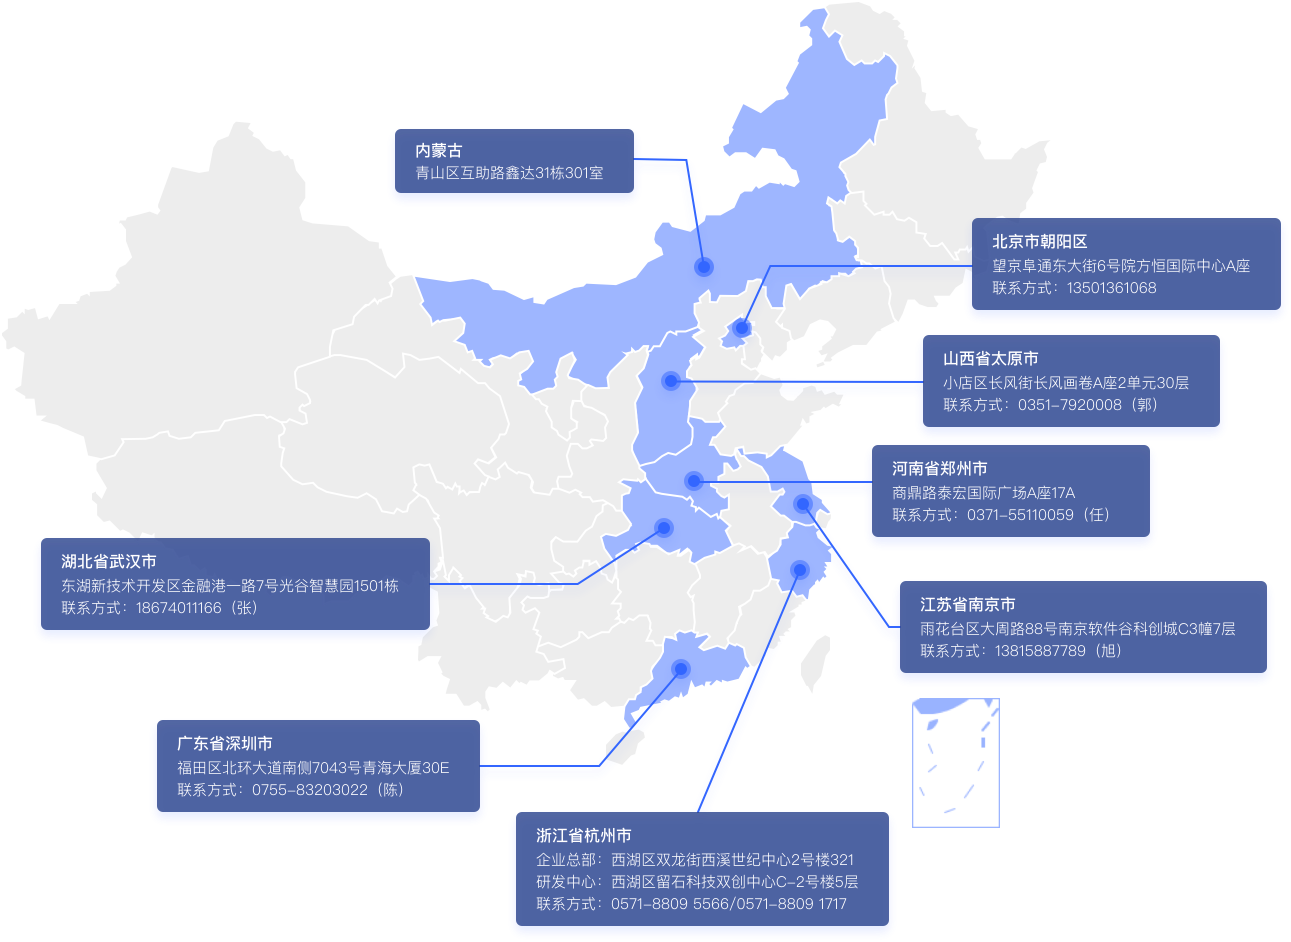 内蒙古
青山区互助路鑫达31栋301室
北京市朝阳区
望京阜通东大街6号院方恒国际中心A座
联系方式：13501361068
山西省太原市
小店区长风街长风画卷A座2单元30层
联系方式：0351-7920008（郭）
河南省郑州市
商鼎路泰宏国际广场A座17A
联系方式：0371-55110059（任）
湖北省武汉市
东湖新技术开发区金融港一路7号光谷智慧园1501栋
联系方式：18674011166（张）
江苏省南京市
雨花台区大周路88号南京软件谷科创城C3幢7层
联系方式：13815887789（旭）
广东省深圳市
福田区北环大道南侧7043号青海大厦30E
联系方式：0755-83203022（陈）
浙江省杭州市
企业总部：西湖区双龙街西溪世纪中心2号楼321
研发中心：西湖区留石科技双创中心C-2号楼5层
联系方式：0571-8809 5566/0571-8809 1717